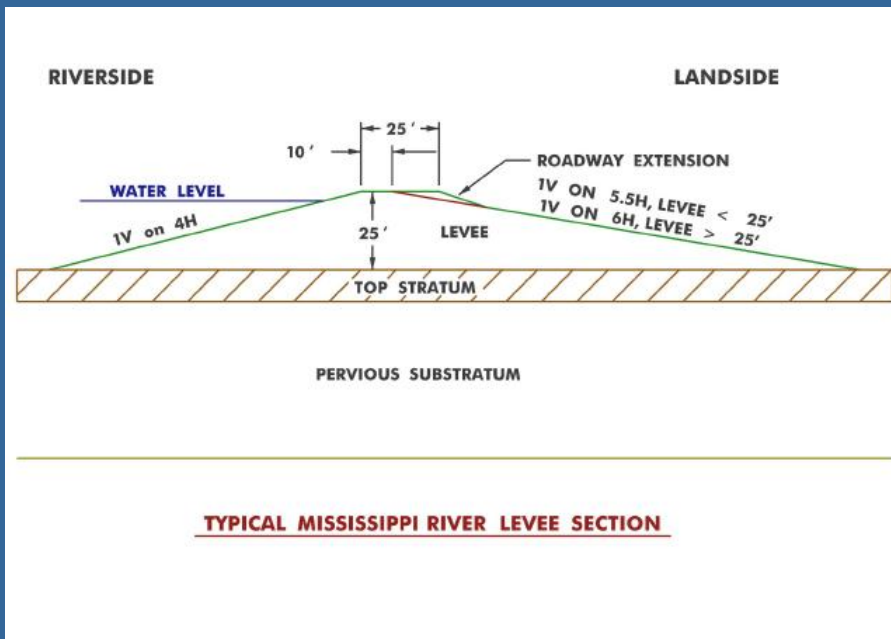 RIVERSIDE
LANDSIDE
25'
10'
ROADWAY EXTENSION
WATER LEVEL
1V ON 5.5H, LEVEE < 25'
1V ON 6H, LEVEE > 25'
1V on 4H
25'
LEVEE
TOP STRATUM
PERVIOUS SUBSTRATUM
TYPICAL MISSISSIPPI RIVER LEVEE SECTION